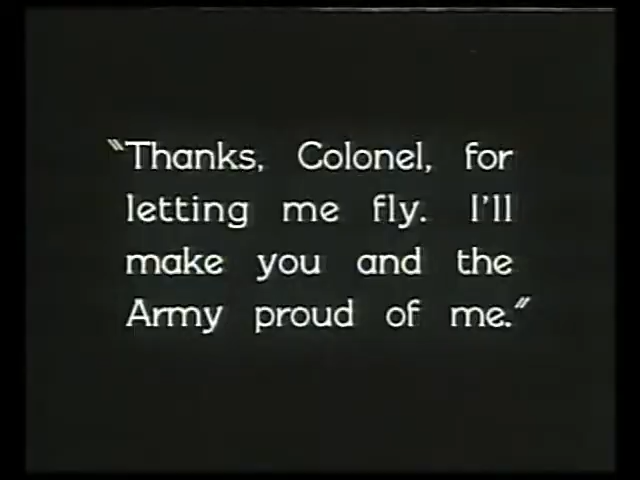 "Thanks, Colonel, for
letting me fly. I'll
make you and the
Army proud of me."